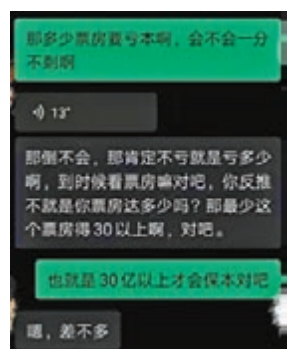 那多少票房要亏本啊，会不会一分
不剩啊
13"
那倒不会，那肯定不亏就是亏多少
啊，到时候看票房嘛对吧，你反推
不就是你票房达多少吗？那最少这
个票房得30以上啊，对吧。
也就是30亿以上才会保本对吧
嗯，差不多